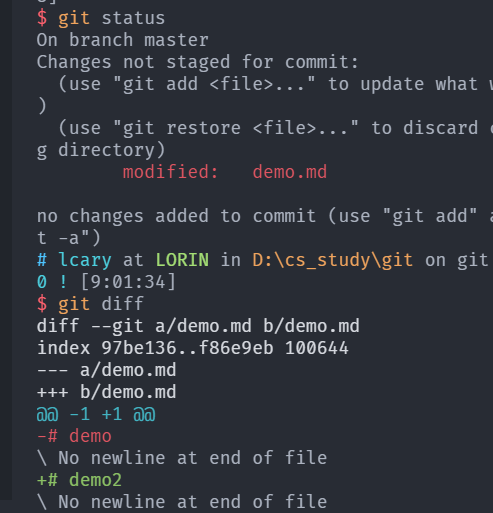 $ git status
On branch master
Changes not staged for commit:
  (use "git add <file>..." to update what
)
  (use "git restore <file>..." to discard
g directory)
        modified:   demo.md

no changes added to commit (use "git add"
t -a")
# lcary at LORIN in D:\cs_study\git on git
0 ! [9:01:34]
$ git diff
diff --git a/demo.md b/demo.md
index 97be136..f86e9eb 100644
--- a/demo.md
+++ b/demo.md
@@ -1 +1 @@
-# demo
\ No newline at end of file
+# demo2
\ No newline at end of file